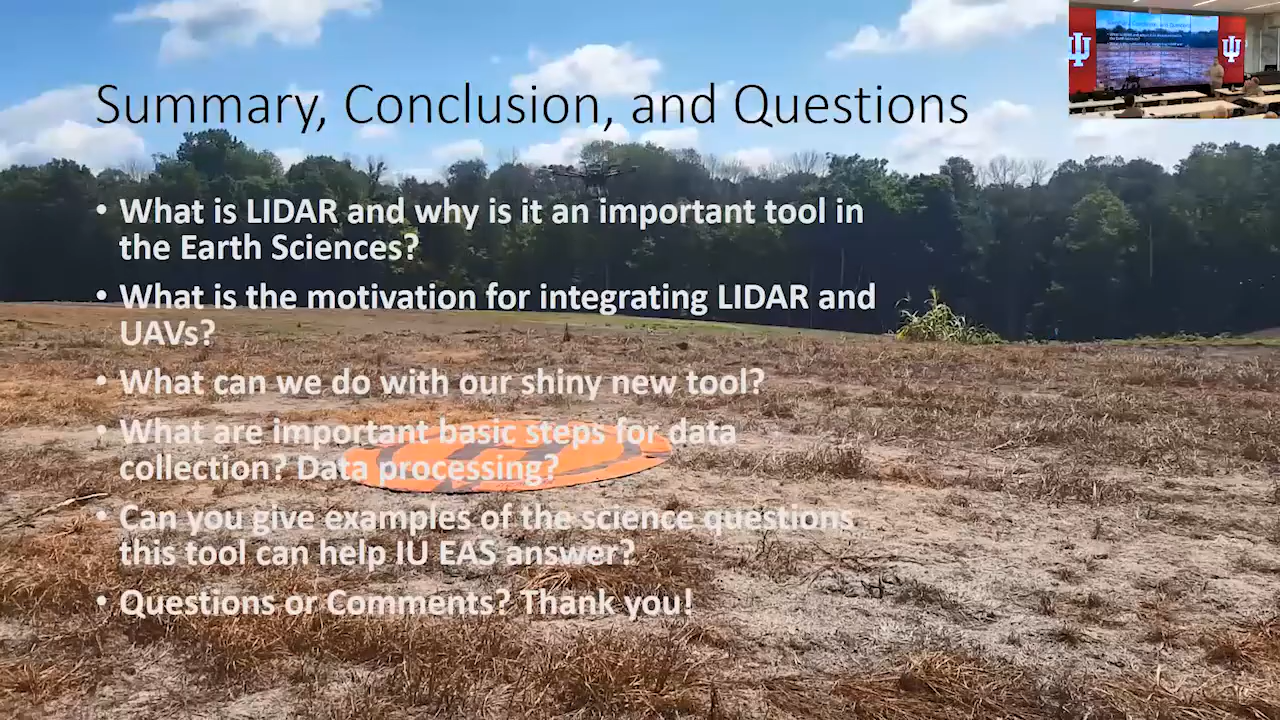 Summary, Conclusion, and Questions
• What is LIDAR and why is it an important tool in
the Earth Sciences?
• What is the motivation for integrating LIDAR and
UAVs?
• What can we do with our shiny new tool?
• What are important basic steps for data
collection? Data processing?
• Can you give examples of the science questions
this tool can help IU EAS answer?
• Questions or Comments? Thank you!